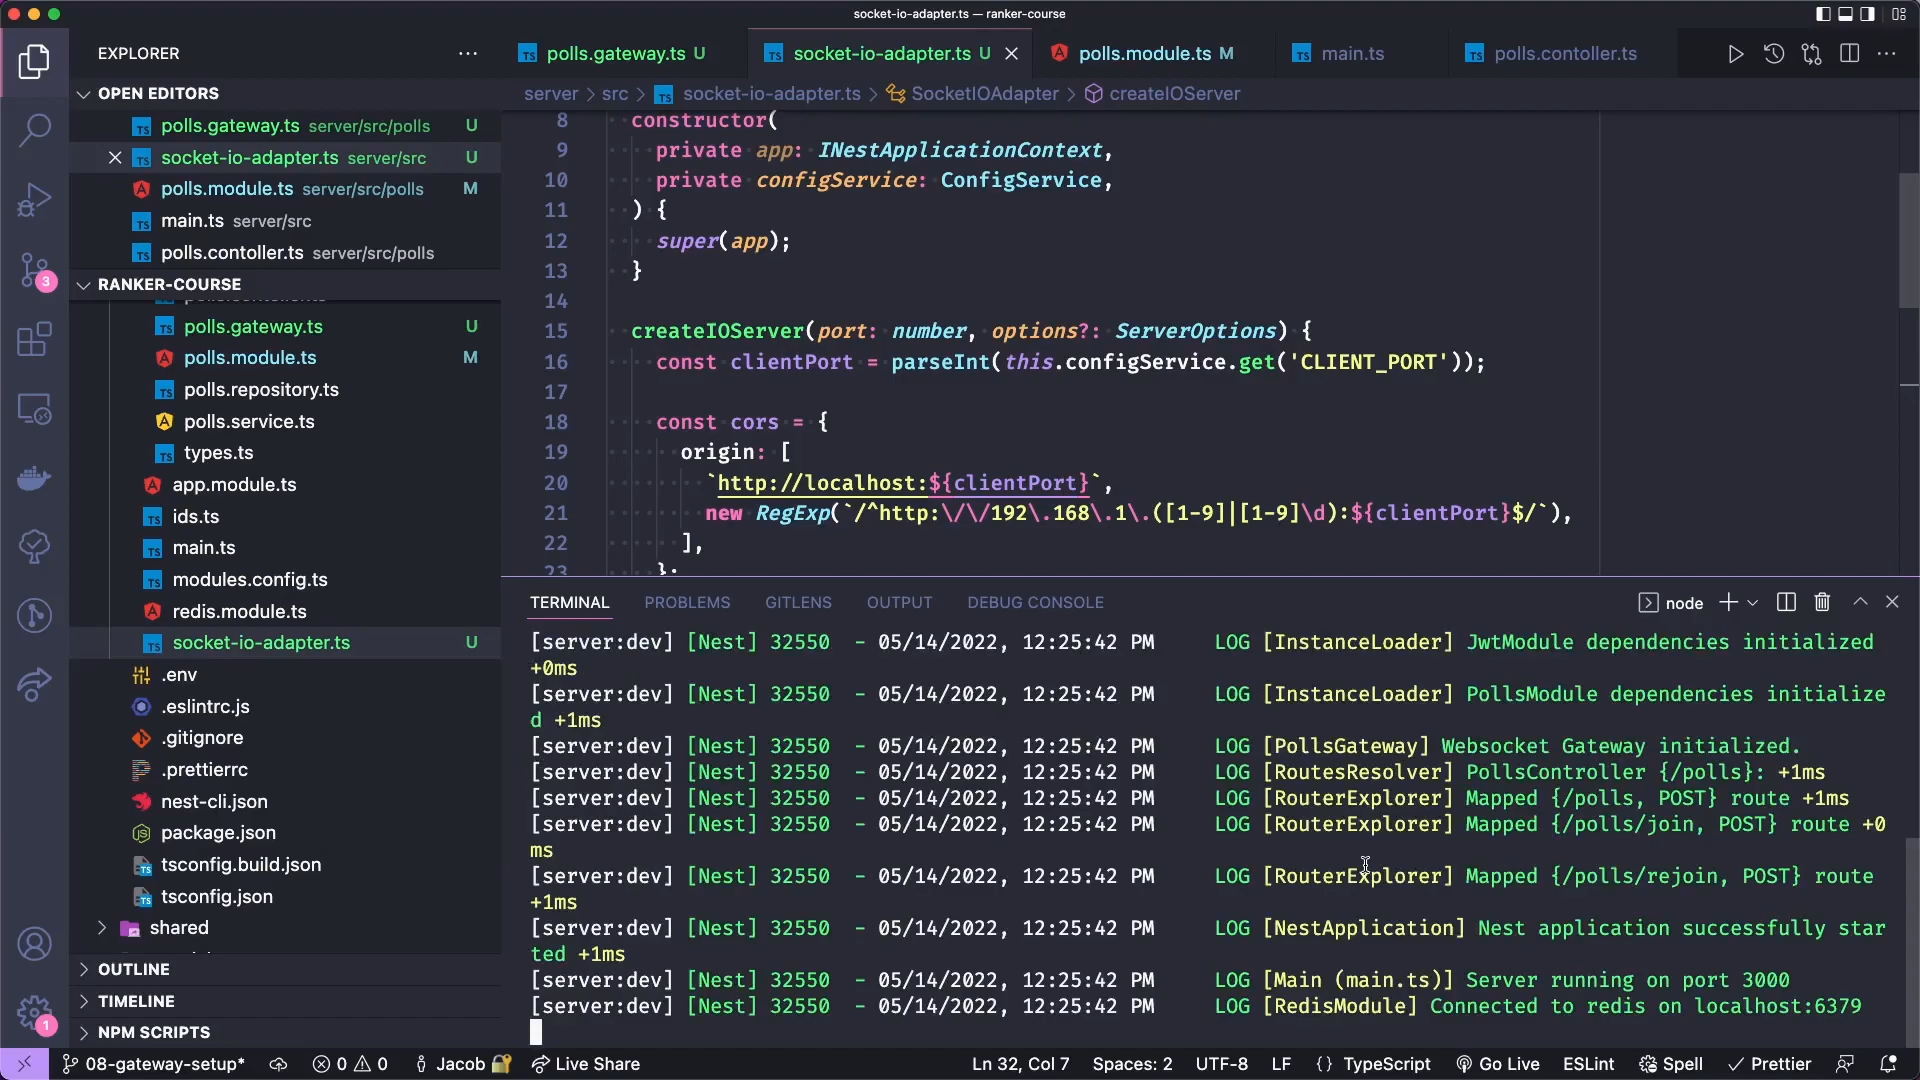 socket-io-adapter.ts — ranker-course
EXPLORER
polls.gateway.ts U
socket-io-adapter.ts U
polls.module.ts M
main.ts
polls.contoller.ts
OPEN EDITORS
polls.gateway.ts server/src/polls U
socket-io-adapter.ts server/src U
polls.module.ts server/src/polls M
main.ts server/src
polls.contoller.ts server/src/polls
RANKER-COURSE
polls.gateway.ts U
polls.module.ts M
polls.repository.ts
polls.service.ts
types.ts
app.module.ts
ids.ts
main.ts
modules.config.ts
redis.module.ts
socket-io-adapter.ts U
.env
.eslintrc.js
.gitignore
.prettierrc
nest-cli.json
package.json
tsconfig.build.json
tsconfig.json
shared
OUTLINE
TIMELINE
NPM SCRIPTS
3
1
server > src > socket-io-adapter.ts > SocketIOAdapter > createIOServer
8 constructor(
9 private app: INestApplicationContext,
10 private configService: ConfigService,
11 ) {
12 super(app);
13 }
14
15 createIOServer(port: number, options?: ServerOptions) {
16 const clientPort = parseInt(this.configService.get('CLIENT_PORT'));
17
18 const cors = {
19 origin: [
20 `http://localhost:${clientPort}`,
21 new RegExp(`/^http:\/\/192\.168\.1\.([1-9]|[1-9]\d):${clientPort}$/`),
22 ],
23 };
TERMINAL PROBLEMS GITLENS OUTPUT DEBUG CONSOLE
node
[server:dev] [Nest] 32550 - 05/14/2022, 12:25:42 PM LOG [InstanceLoader] JwtModule dependencies initialized
+0ms
[server:dev] [Nest] 32550 - 05/14/2022, 12:25:42 PM LOG [InstanceLoader] PollsModule dependencies initialize
d +1ms
[server:dev] [Nest] 32550 - 05/14/2022, 12:25:42 PM LOG [PollsGateway] Websocket Gateway initialized.
[server:dev] [Nest] 32550 - 05/14/2022, 12:25:42 PM LOG [RoutesResolver] PollsController {/polls}: +1ms
[server:dev] [Nest] 32550 - 05/14/2022, 12:25:42 PM LOG [RouterExplorer] Mapped {/polls, POST} route +1ms
[server:dev] [Nest] 32550 - 05/14/2022, 12:25:42 PM LOG [RouterExplorer] Mapped {/polls/join, POST} route +0
ms
[server:dev] [Nest] 32550 - 05/14/2022, 12:25:42 PM LOG [RouterExplorer] Mapped {/polls/rejoin, POST} route
+1ms
[server:dev] [Nest] 32550 - 05/14/2022, 12:25:42 PM LOG [NestApplication] Nest application successfully star
ted +1ms
[server:dev] [Nest] 32550 - 05/14/2022, 12:25:42 PM LOG [Main (main.ts)] Server running on port 3000
[server:dev] [Nest] 32550 - 05/14/2022, 12:25:42 PM LOG [RedisModule] Connected to redis on localhost:6379
08-gateway-setup* 0 0 Jacob Live Share Ln 32, Col 7 Spaces: 2 UTF-8 LF {} TypeScript Go Live ESLint Spell Prettier